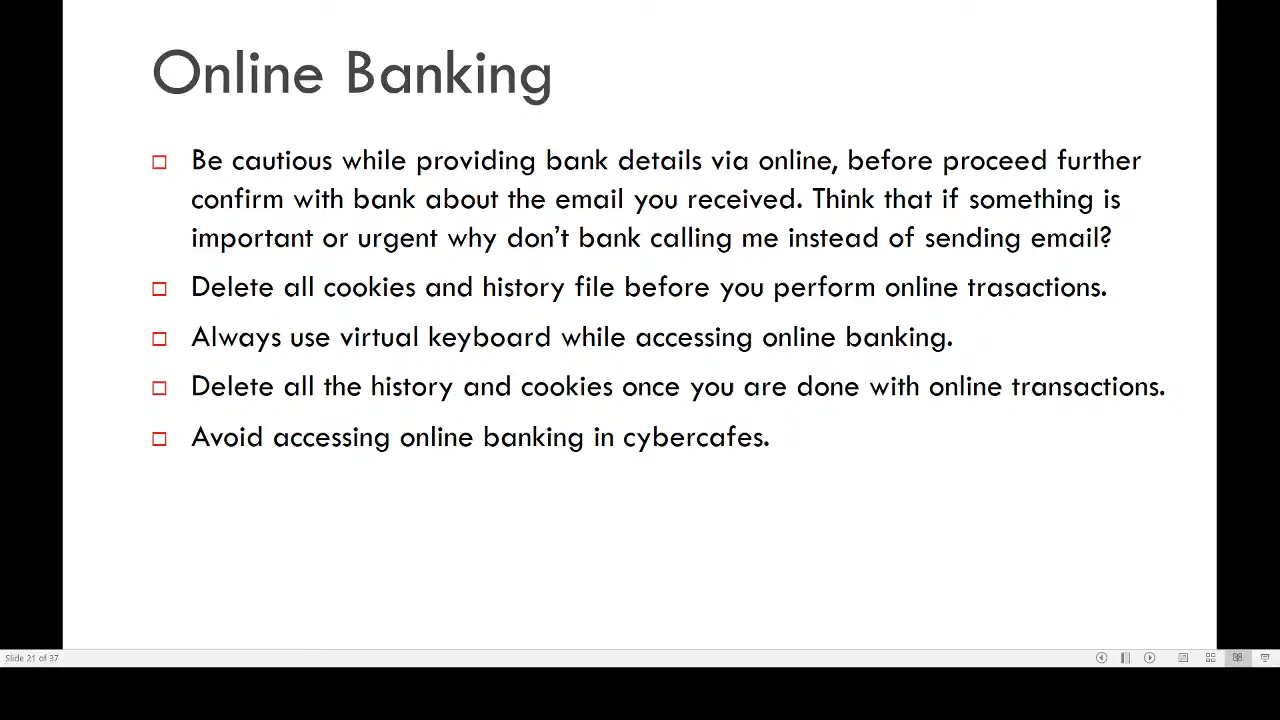 Online Banking
Be cautious while providing bank details via online, before proceed further
confirm with bank about the email you received. Think that if something is
important or urgent why don’t bank calling me instead of sending email?
Delete all cookies and history file before you perform online trasactions.
Always use virtual keyboard while accessing online banking.
Delete all the history and cookies once you are done with online transactions.
Avoid accessing online banking in cybercafes.
Slide 21 of 37